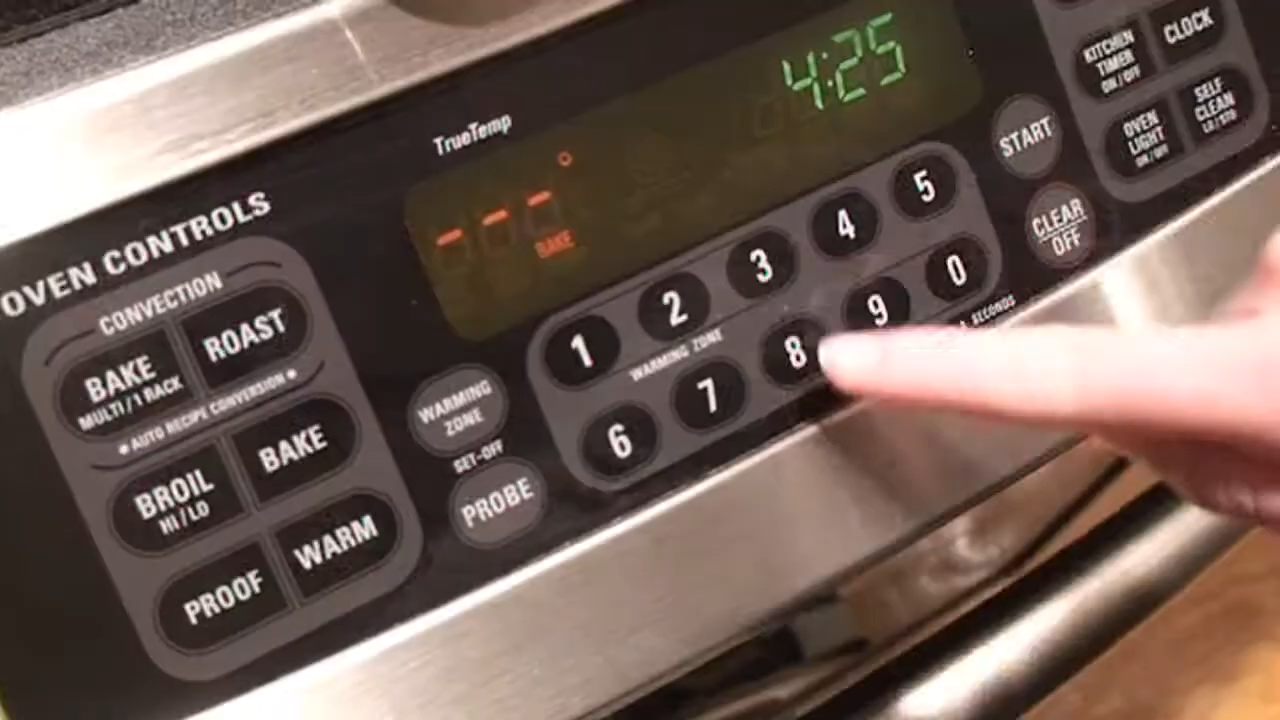 TrueTemp
4:25
---°
BAKE
OVEN CONTROLS
CONVECTION
BAKE
MULTI/1 RACK
ROAST
AUTO RECIPE CONVERSION
BROIL
HI/LO
BAKE
PROOF
WARM
WARMING
ZONE
SET-OFF
PROBE
1
2
3
4
5
WARMING ZONE
6
7
8
9
0
SECONDS
START
CLEAR
OFF
KITCHEN
TIMER
ON/OFF
CLOCK
OVEN
LIGHT
ON/OFF
SELF
CLEAN
LO/STD